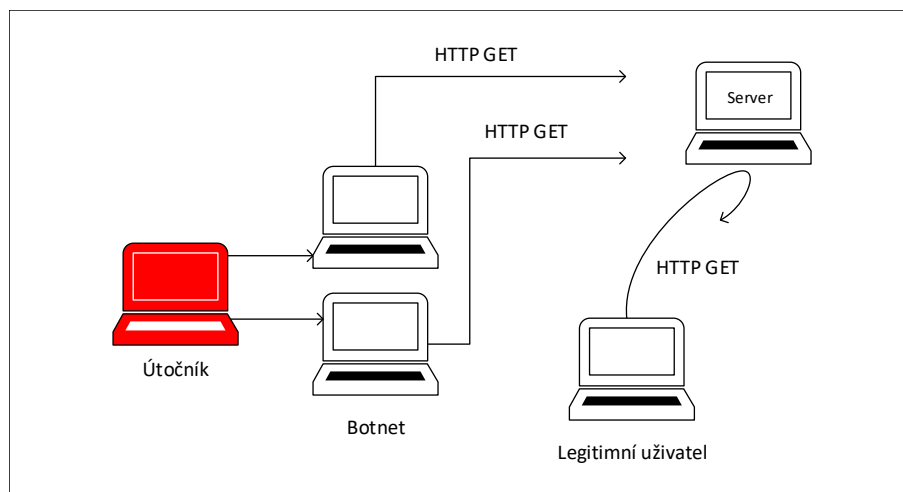 HTTP GET
Server
HTTP GET
HTTP GET
Útočník
Botnet
Legitimní uživatel